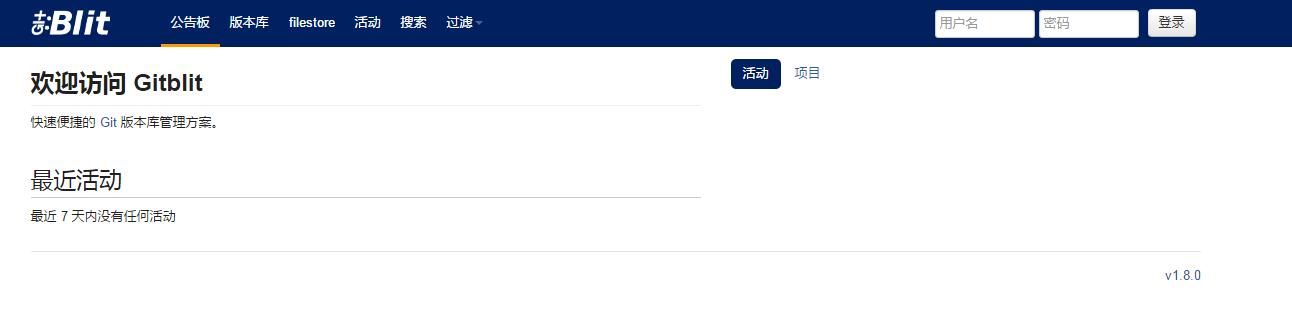 Blit 公告板 版本库 filestore 活动 搜索 过滤 用户名 密码 登录
活动 项目
欢迎访问 Gitblit
快速便捷的 Git 版本库管理方案。
最近活动
最近 7 天内没有任何活动
v1.8.0